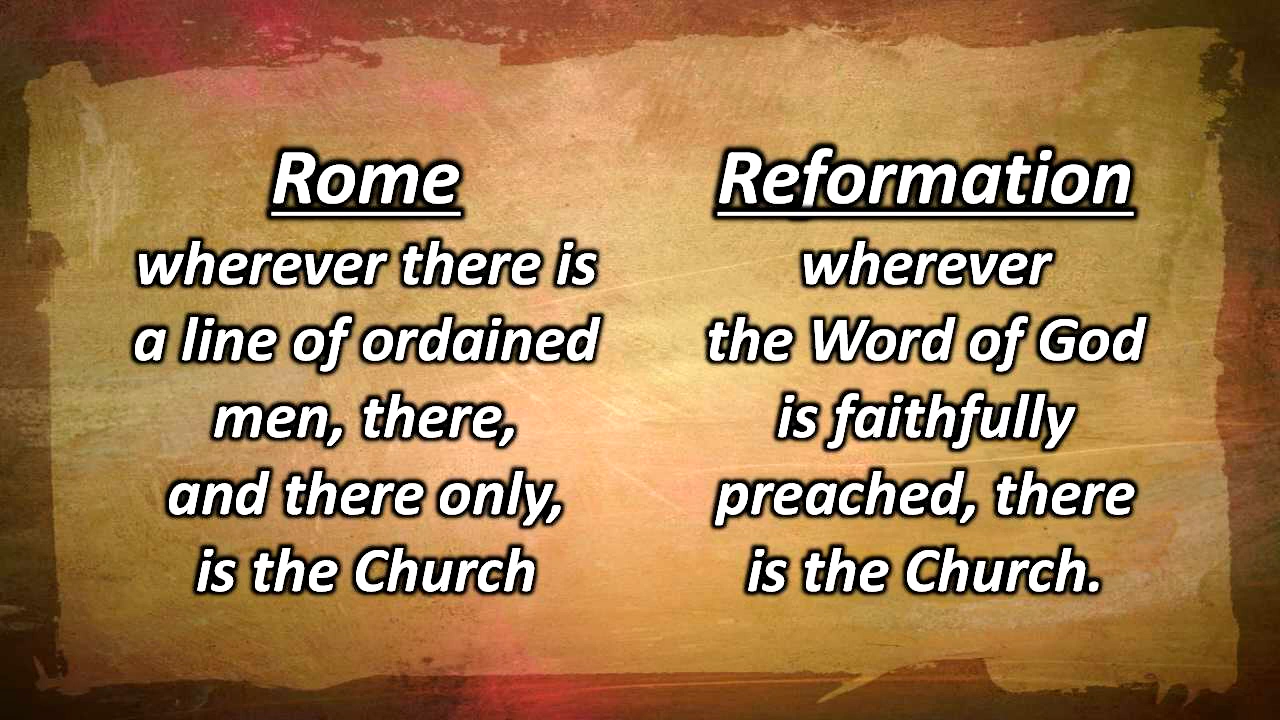 Rome
wherever there is
a line of ordained
men, there,
and there only,
is the Church
Reformation
wherever
the Word of God
is faithfully
preached, there
is the Church.